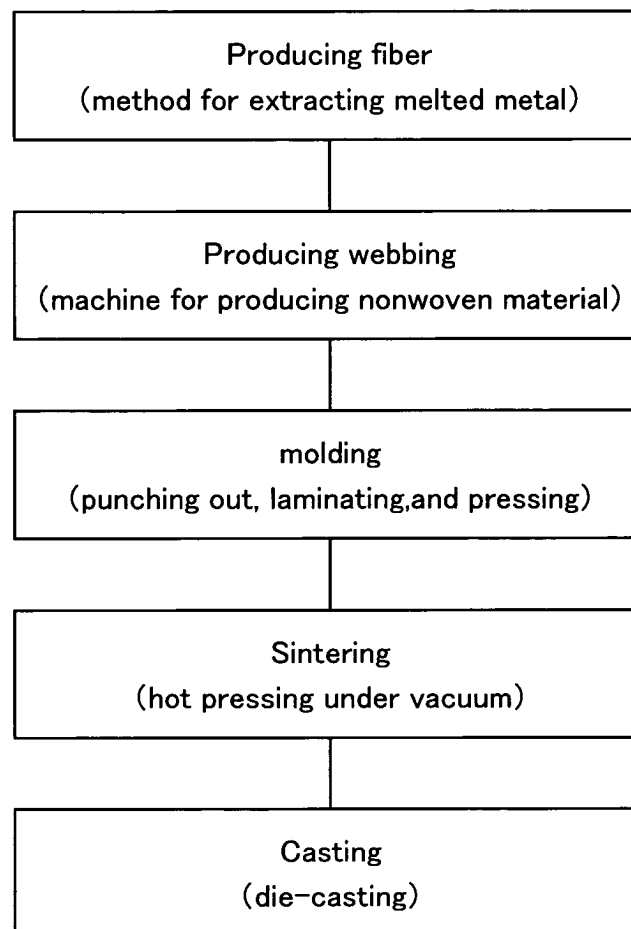 Producing fiber
(method for extracting melted metal)
Producing webbing
(machine for producing nonwoven material)
molding
(punching out, laminating,and pressing)
Sintering
(hot pressing under vacuum)
Casting
(die-casting)